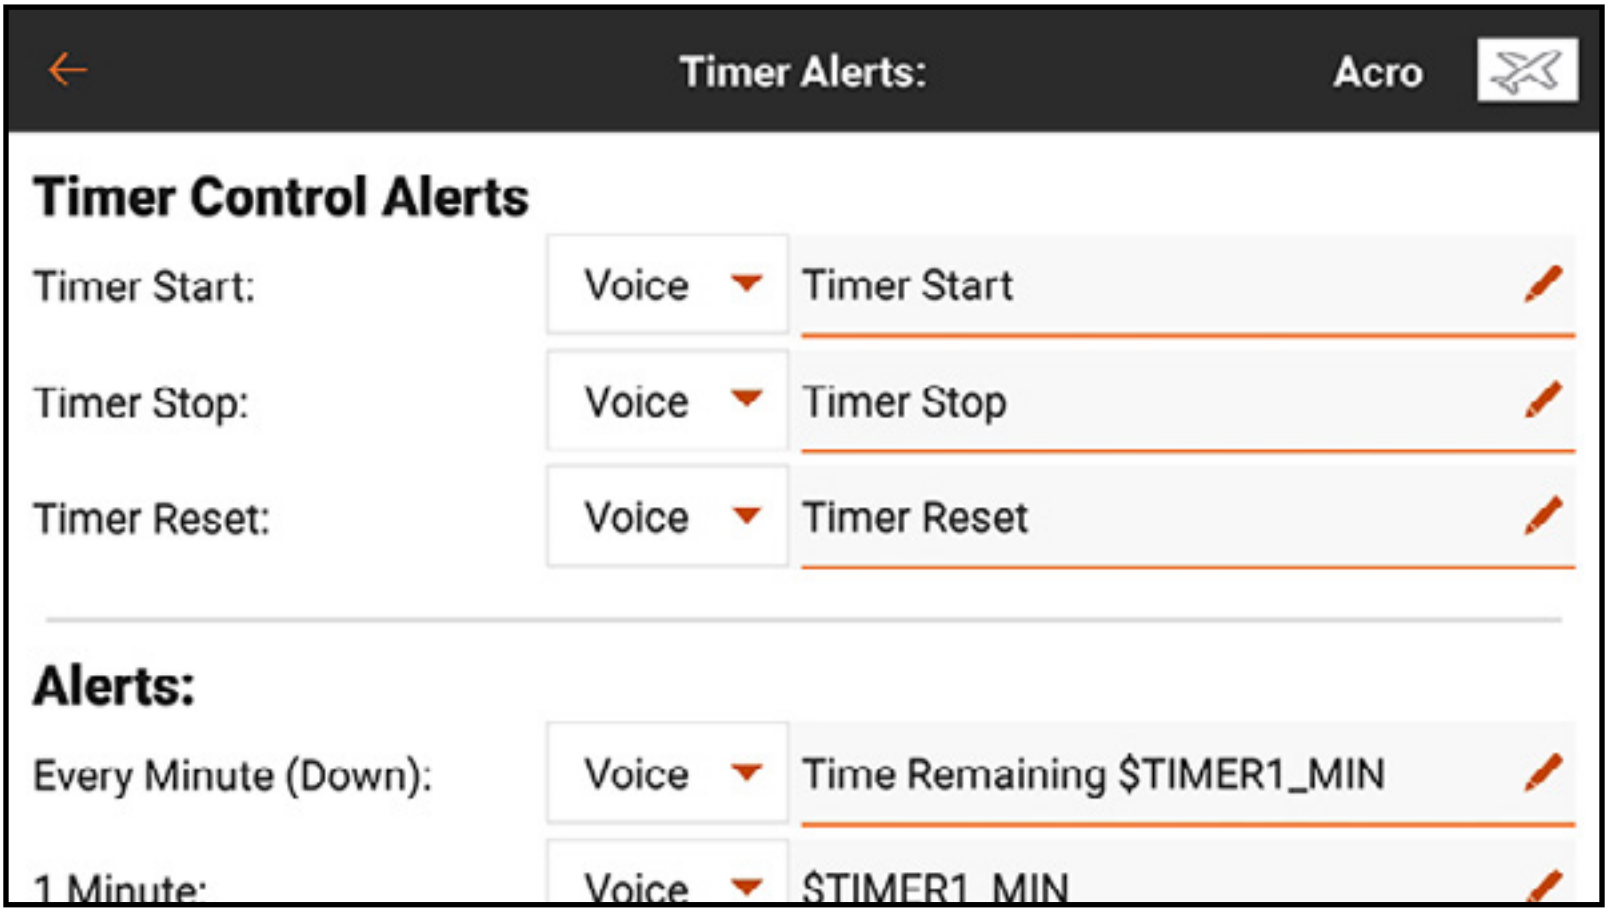 Timer Alerts: Acro
Timer Control Alerts
Timer Start: Voice Timer Start
Timer Stop: Voice Timer Stop
Timer Reset: Voice Timer Reset
Alerts:
Every Minute (Down): Voice Time Remaining $TIMER1_MIN
1 Minute: Voice $TIMER1_MIN